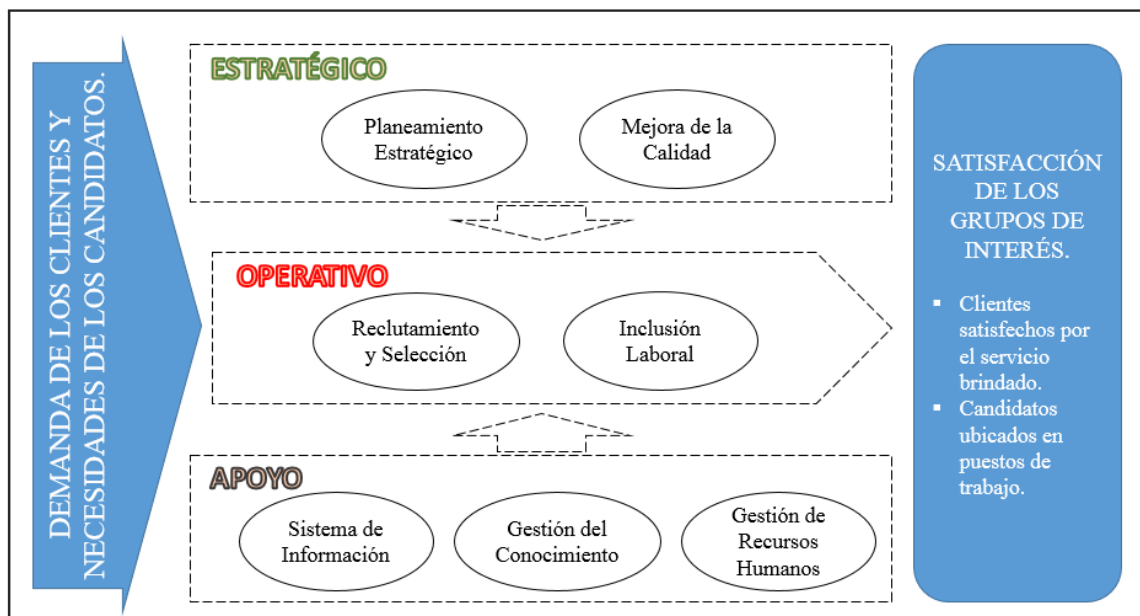 DEMANDA DE LOS CLIENTES Y
NECESIDADES DE LOS CANDIDATOS.
ESTRATÉGICO
Planeamiento
Estratégico
Mejora de la
Calidad
OPERATIVO
Reclutamiento
y Selección
Inclusión
Laboral
APOYO
Sistema de
Información
Gestión del
Conocimiento
Gestión de
Recursos
Humanos
SATISFACCIÓN
DE LOS
GRUPOS DE
INTERÉS.
▪ Clientes
satisfechos por
el servicio
brindado.
▪ Candidatos
ubicados en
puestos de
trabajo.